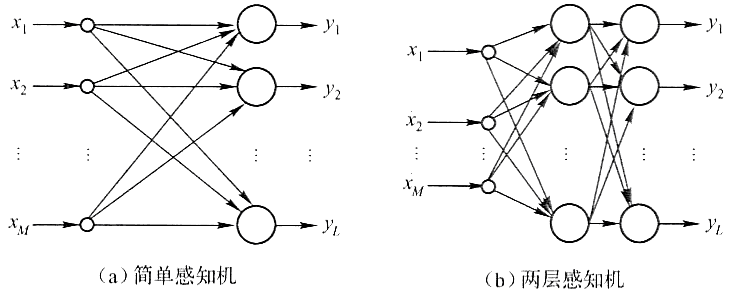 x1 y1
x2 y2
⋮ ⋮ ⋮ ⋮
xM yL
(a) 简单感知机
x1 y1
x2 y2
⋮ ⋮ ⋮ ⋮ ⋮
xM yL
(b) 两层感知机